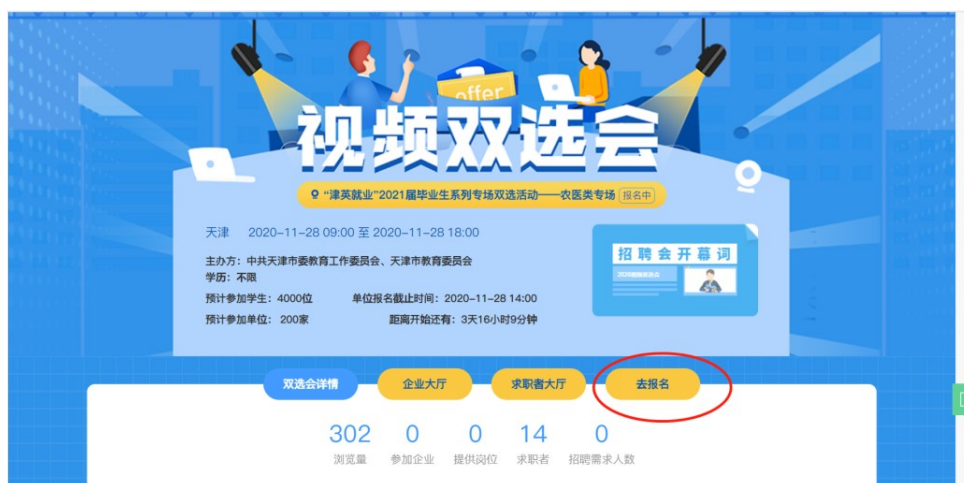 offer
视频双选会
“津英就业”2021届毕业生系列专场双选活动——农医类专场 报名中
天津 2020-11-28 09:00 至 2020-11-28 18:00
主办方：中共天津市委教育工作委员会、天津市教育委员会
学历：不限
预计参加学生：4000位 单位报名截止时间：2020-11-28 14:00
预计参加单位： 200家 距离开始还有：3天16小时9分钟
招聘会开幕词
双选会详情 企业大厅 求职者大厅 去报名
302 0 0 14 0
浏览量 参加企业 提供岗位 求职者 招聘需求人数